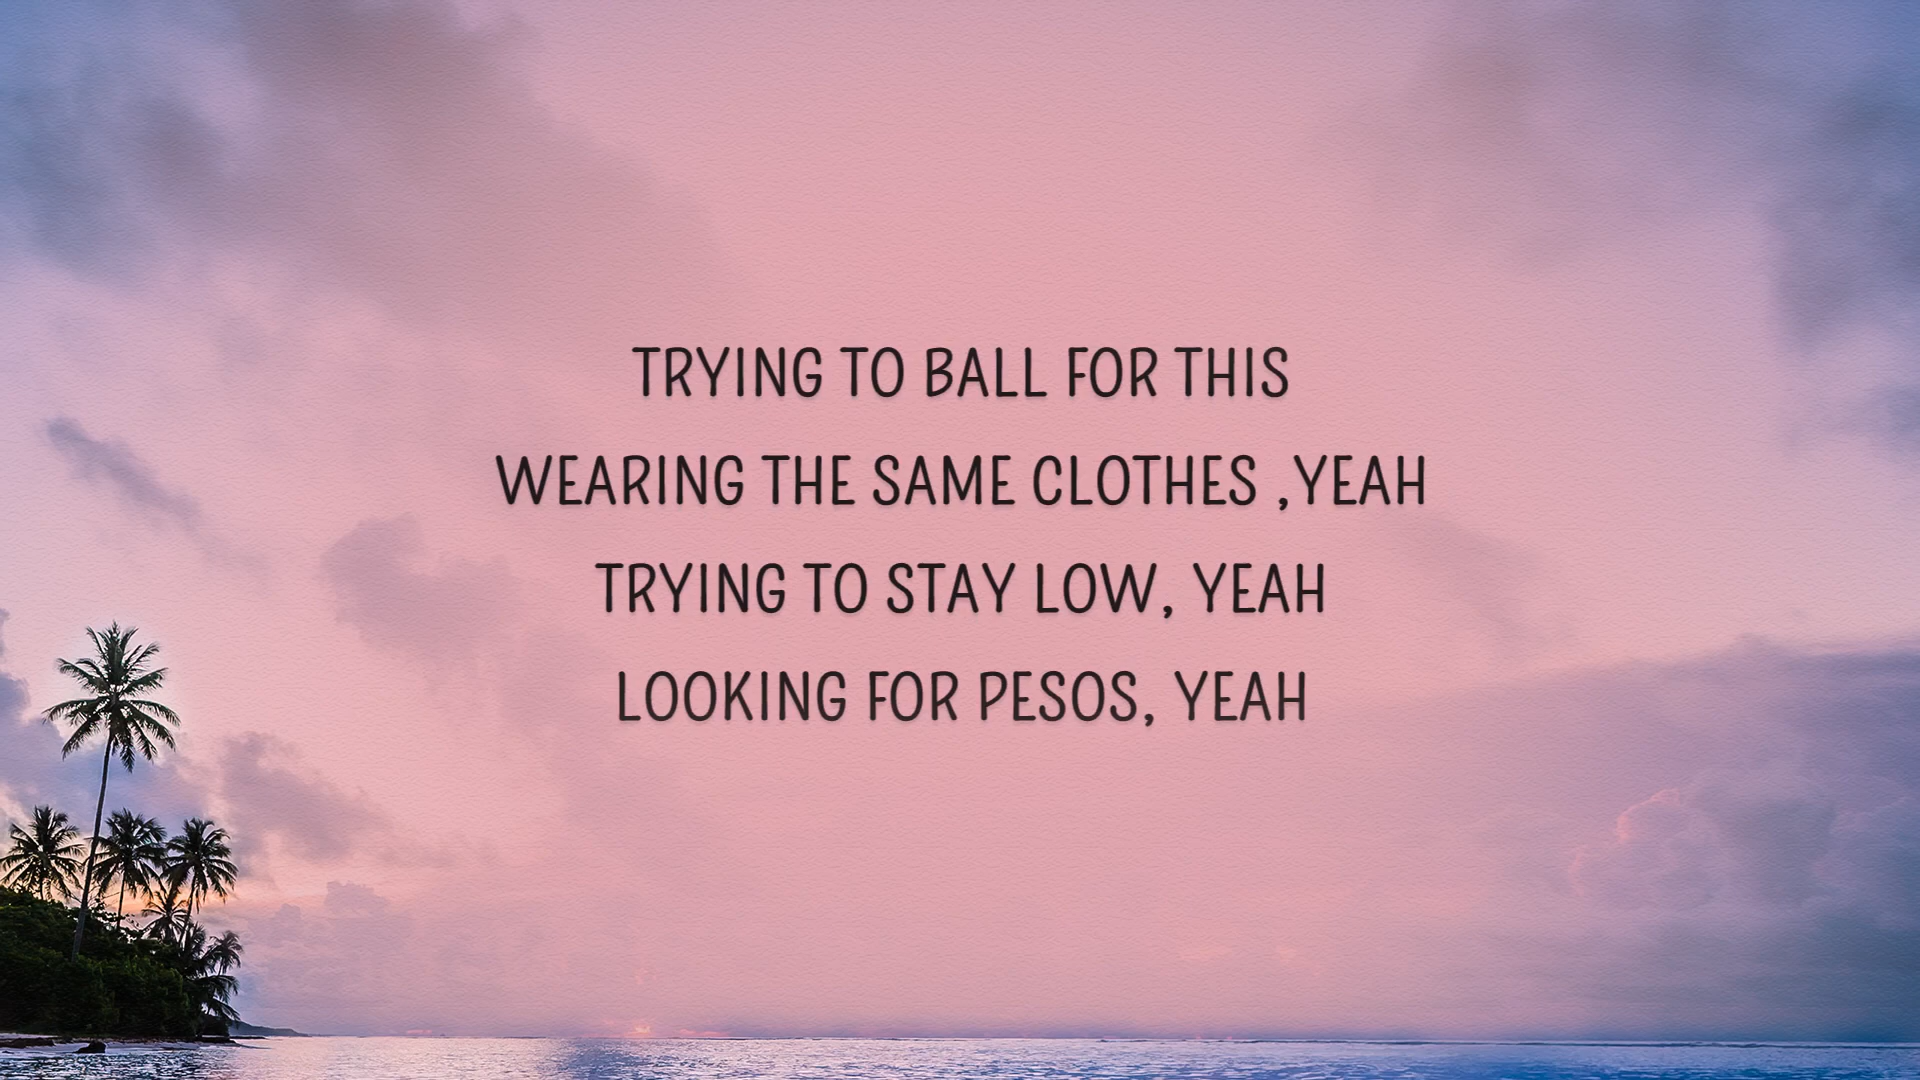 TRYING TO BALL FOR THIS
WEARING THE SAME CLOTHES ,YEAH
TRYING TO STAY LOW, YEAH
LOOKING FOR PESOS, YEAH